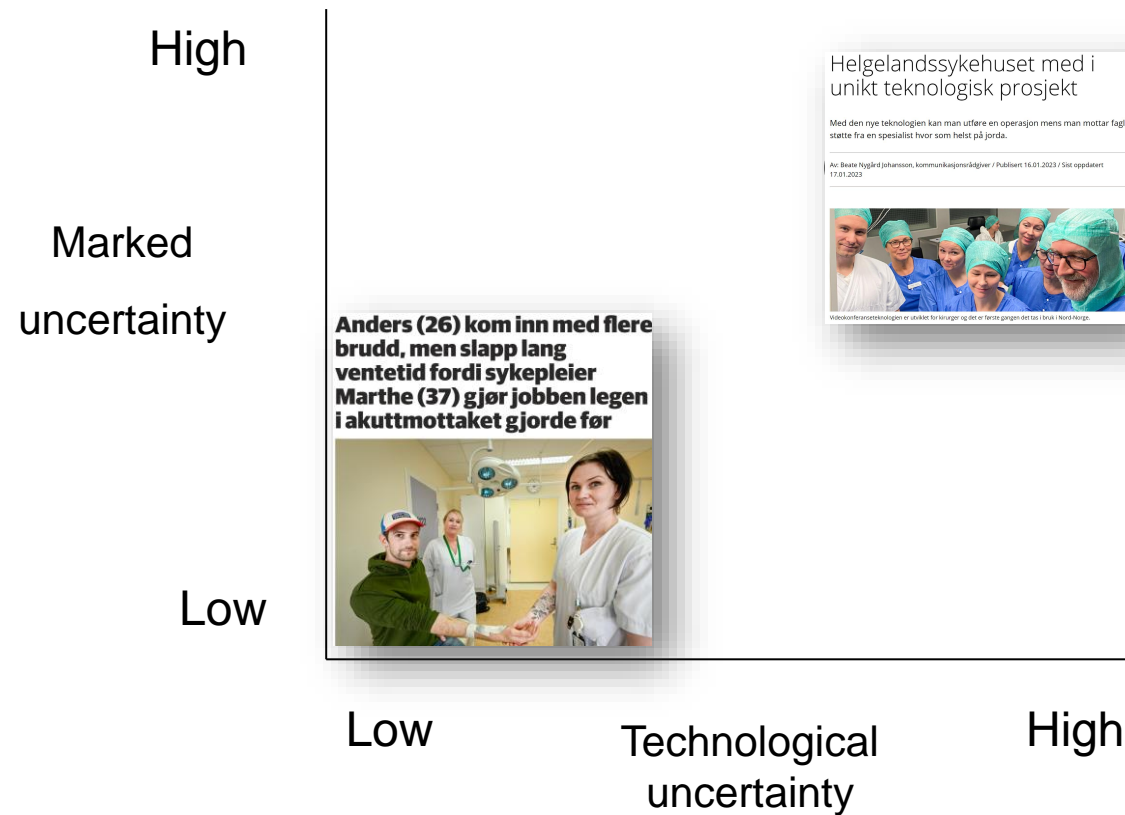 High
Helgelandssykehuset med i
unikt teknologisk prosjekt
Med den nye teknologien kan man utføre en operasjon mens man mottar fagl
støtte fra en spesialist hvor som helst på jorda.
Av: Beate Nygård Johansson, kommunikasjonsrådgiver / Publisert 16.01.2023 / Sist oppdatert
17.01.2023
Videokonferanseteknologien er utviklet for kirurger og det er første gangen det tas i bruk i Nord-Norge.
Marked
uncertainty
Anders (26) kom inn med flere
brudd, men slapp lang
ventetid fordi sykepleier
Marthe (37) gjør jobben legen
i akuttmottaket gjorde før
Low
Low
Technological
uncertainty
High